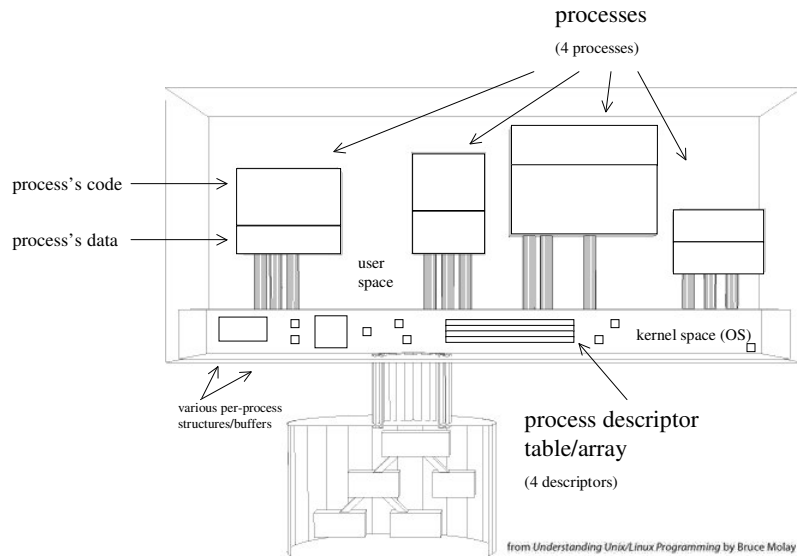 processes
(4 processes)
process's code
process's data
user
space
kernel space (OS)
various per-process
structures/buffers
process descriptor
table/array
(4 descriptors)
from Understanding Unix/Linux Programming by Bruce Molay